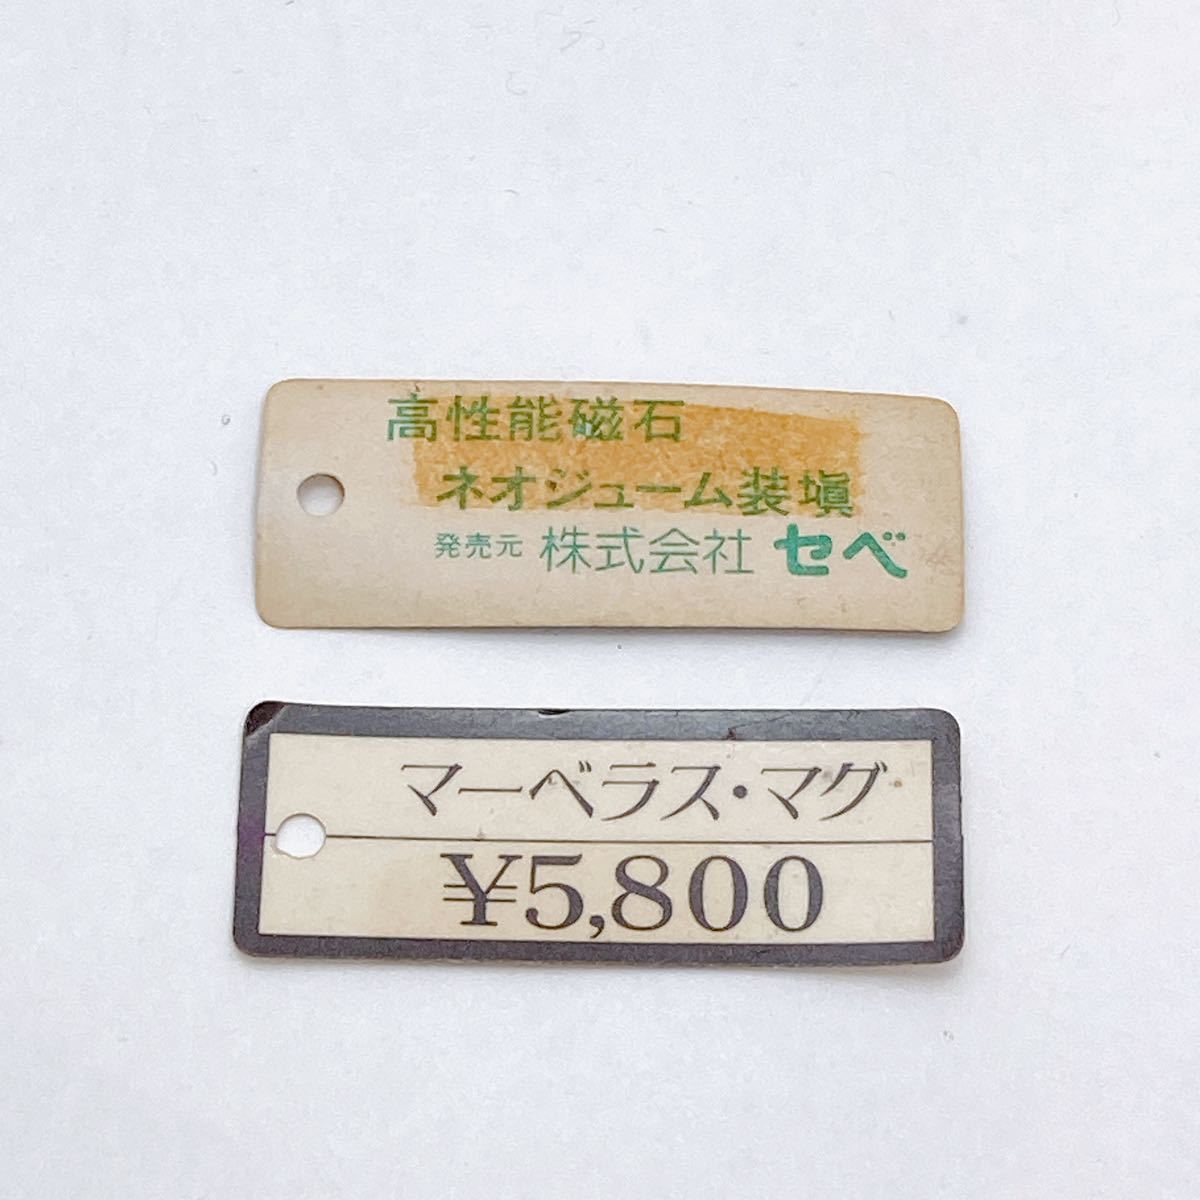 高性能磁石
ネオジューム装塡
発売元 株式会社 セベ
マーベラス・マグ
¥5,800